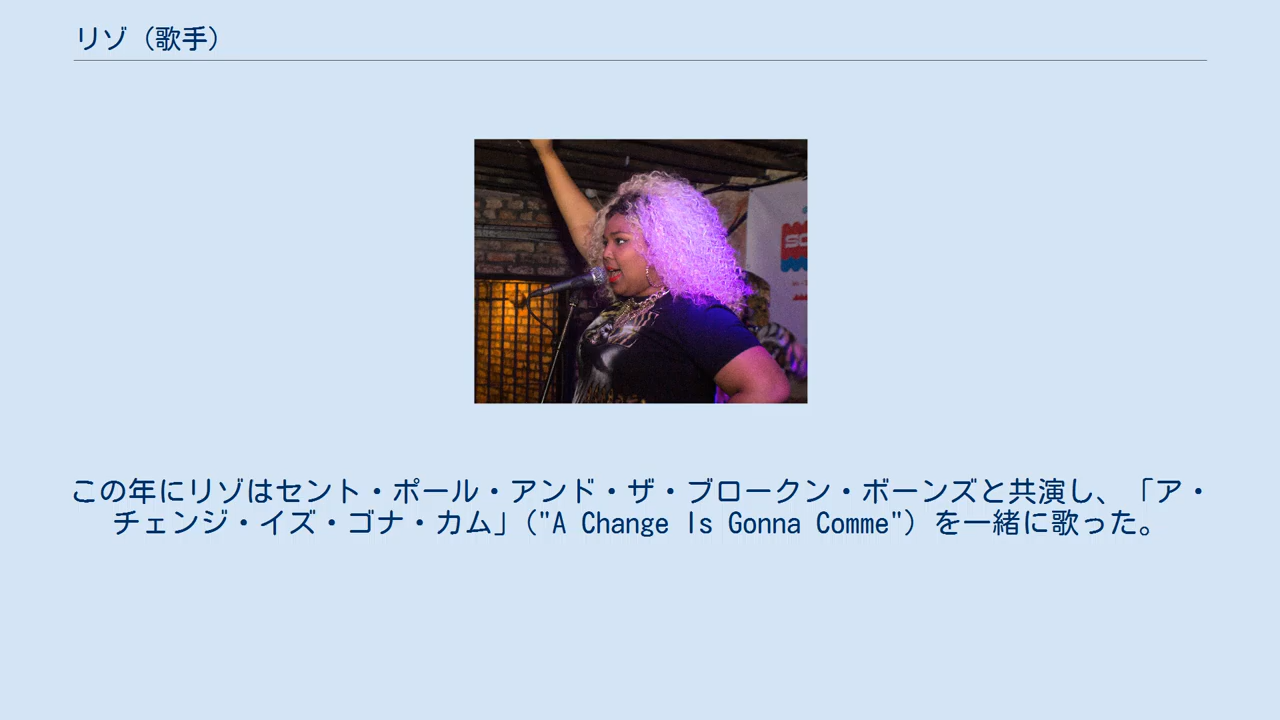 リゾ（歌手）
この年にリゾはセント・ポール・アンド・ザ・ブロークン・ボーンズと共演し、「ア・
チェンジ・イズ・ゴナ・カム」（"A Change Is Gonna Comme"）を一緒に歌った。